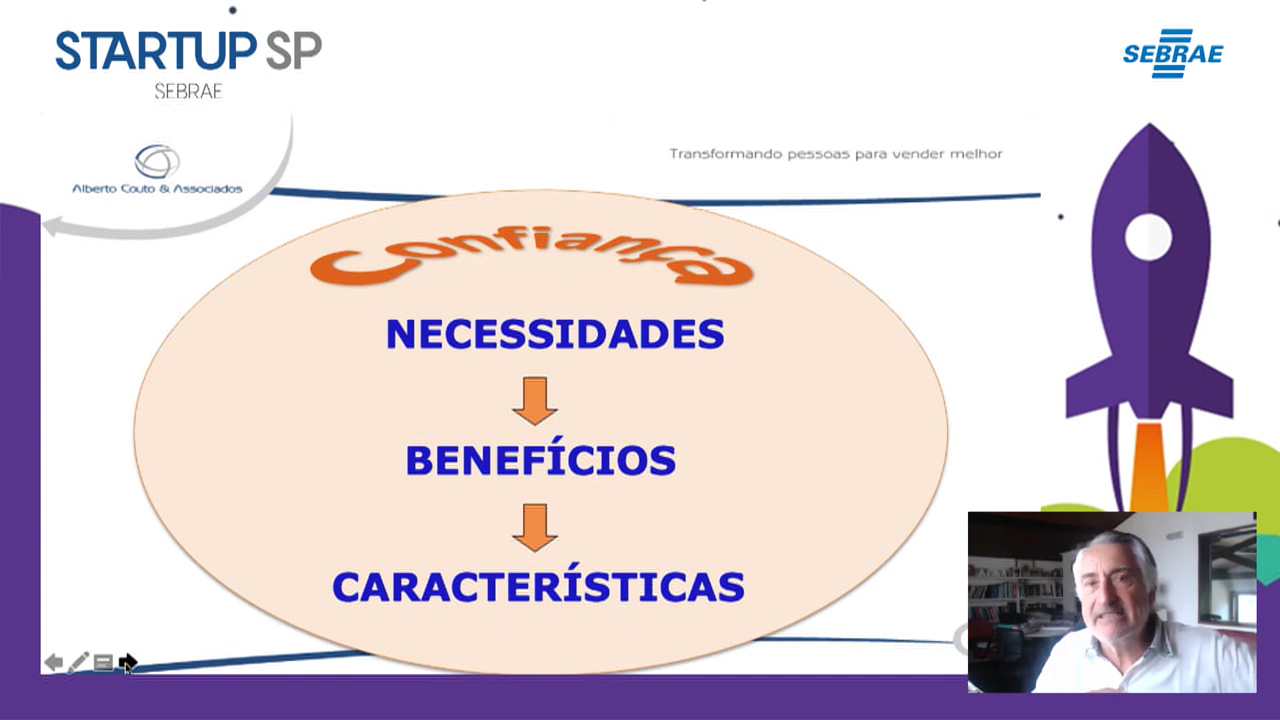 STARTUP SP
SEBRAE
SEBRAE
Alberto Couto & Associados
Transformando pessoas para vender melhor
Confiança
NECESSIDADES
BENEFÍCIOS
CARACTERÍSTICAS